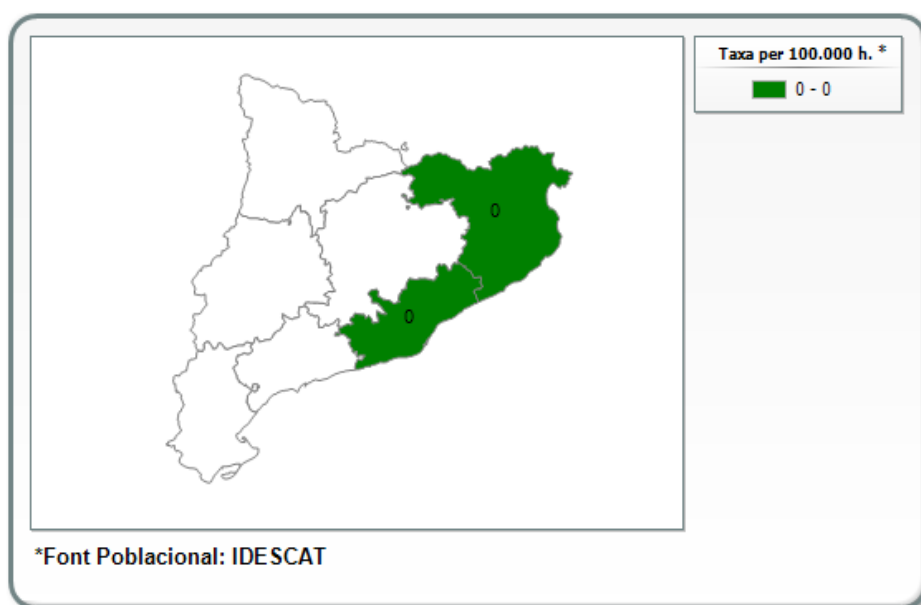 Taxa per 100.000 h. *
0 - 0
0
0
*Font Poblacional: IDESCAT